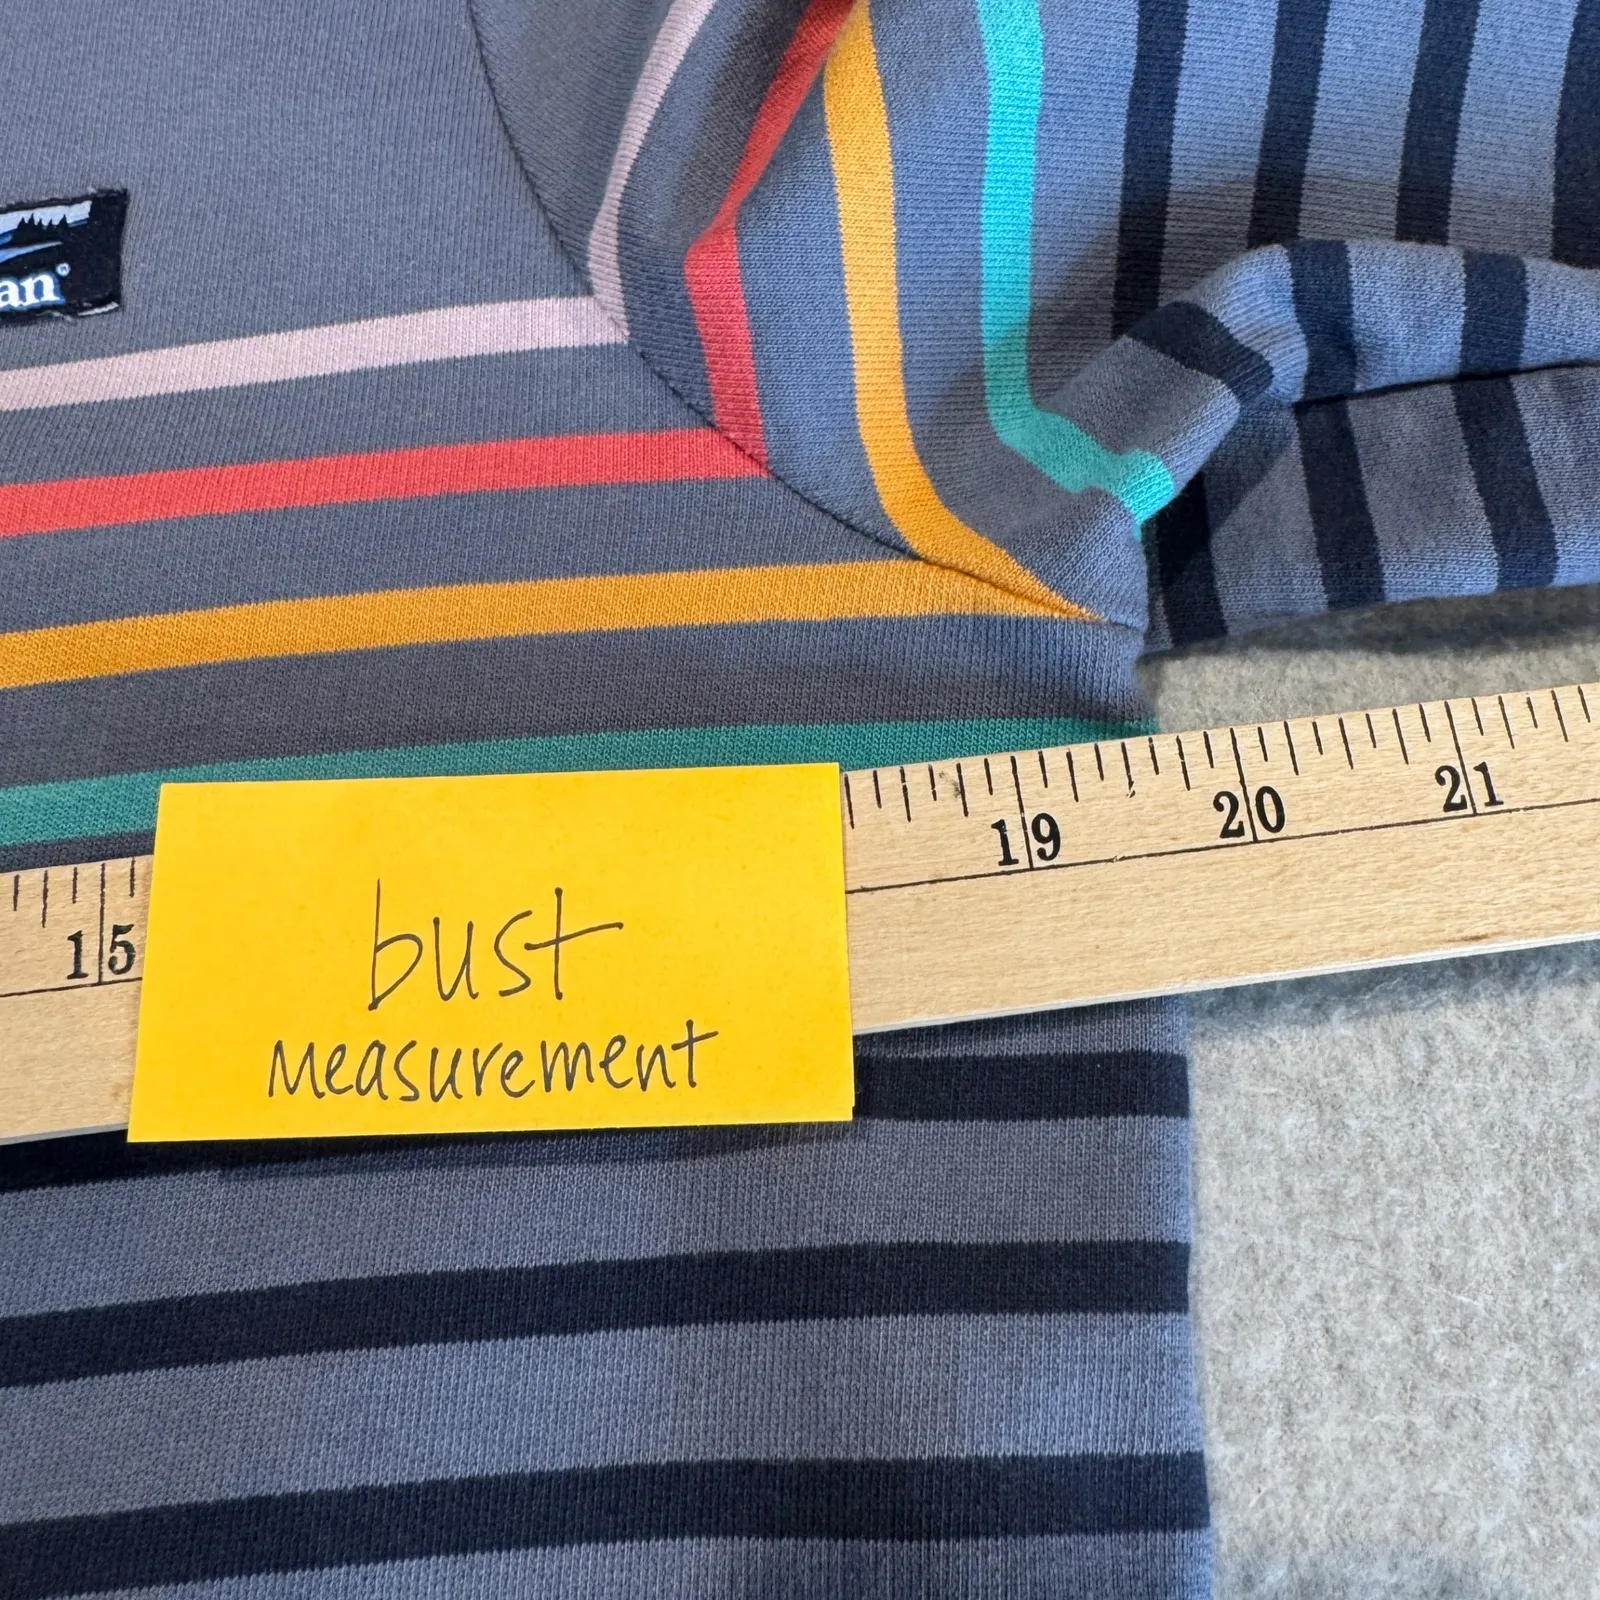 an®
19 20 21
15
bust
measurement